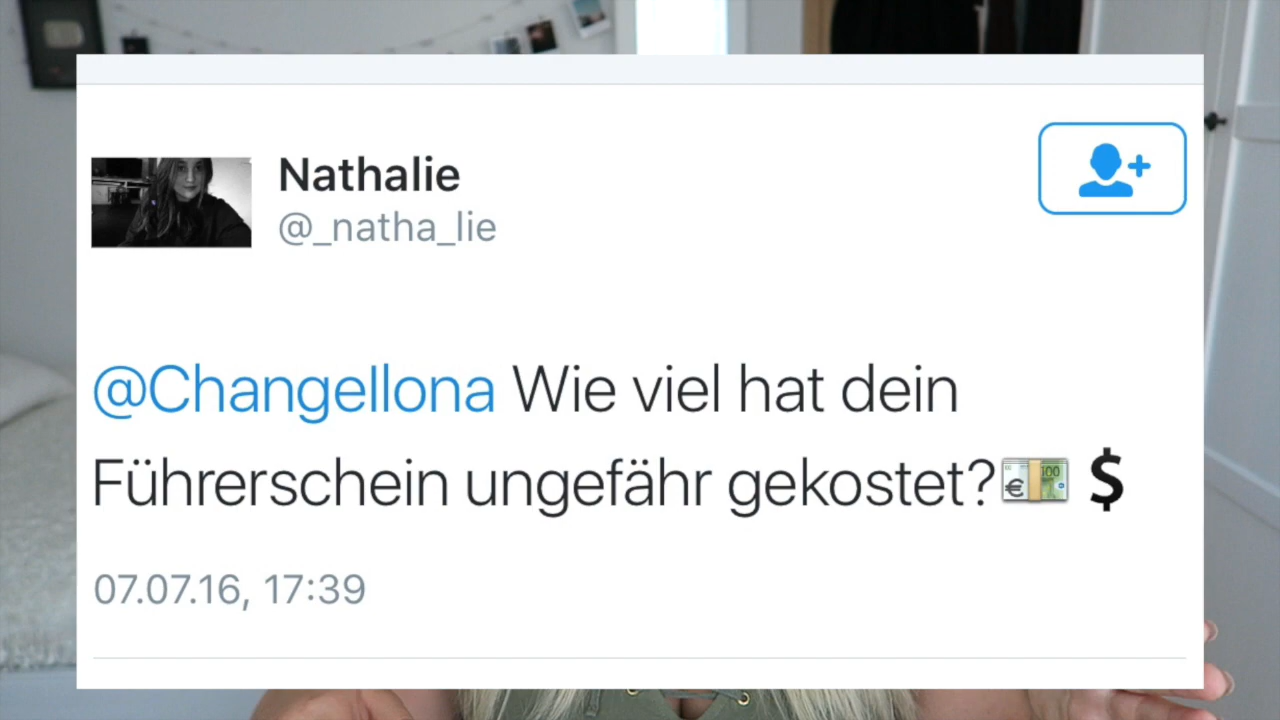 Nathalie
@_natha_lie
@Changellona Wie viel hat dein
Führerschein ungefähr gekostet?💶 💲
07.07.16, 17:39